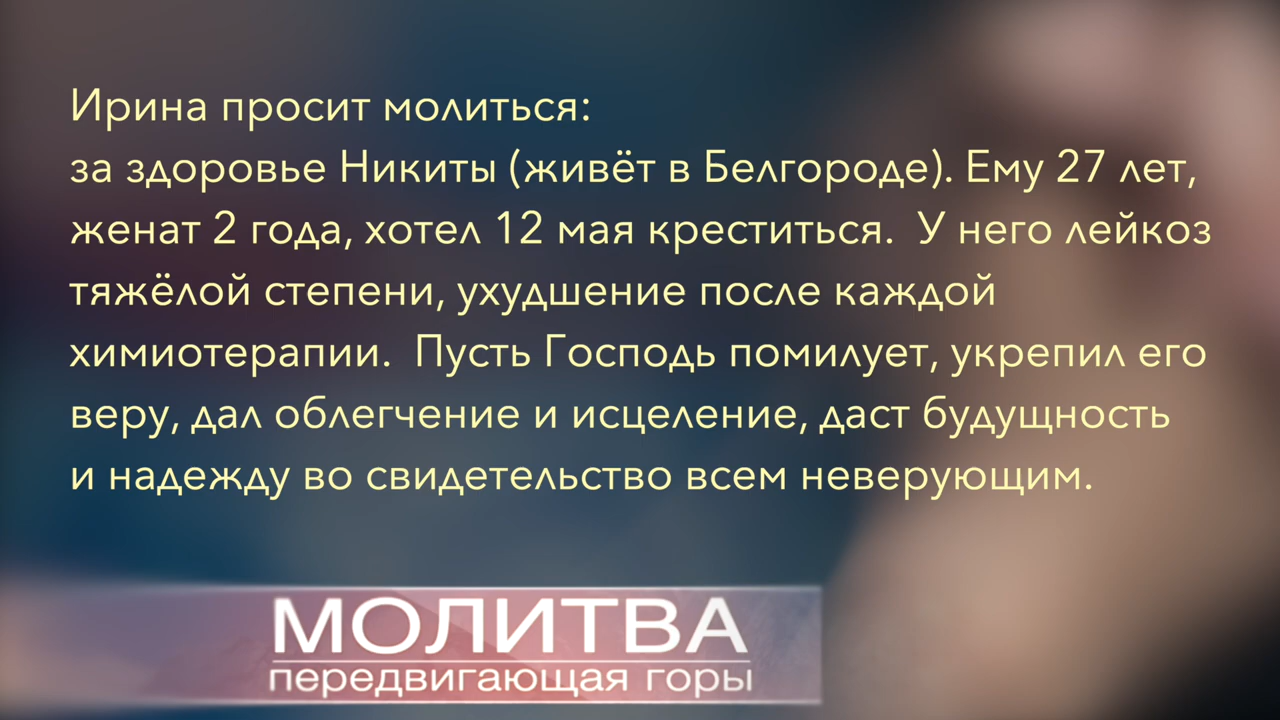 Ирина просит молиться:
за здоровье Никиты (живёт в Белгороде). Ему 27 лет,
женат 2 года, хотел 12 мая креститься.  У него лейкоз
тяжёлой степени, ухудшение после каждой
химиотерапии.  Пусть Господь помилует, укрепил его
веру, дал облегчение и исцеление, даст будущность
и надежду во свидетельство всем неверующим.
МОЛИТВА
передвигающая горы